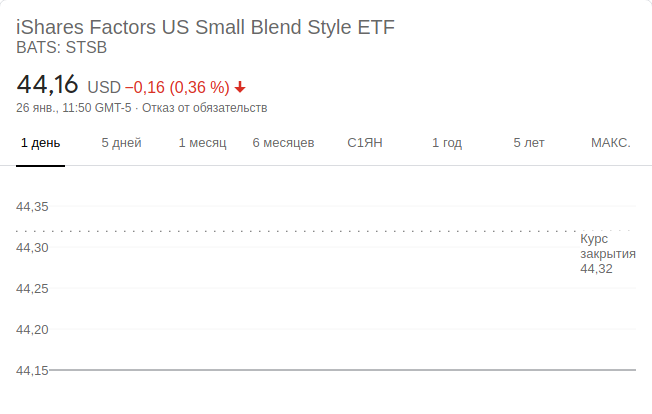 iShares Factors US Small Blend Style ETF
BATS: STSB
44,16 USD −0,16 (0,36 %)
26 янв., 11:50 GMT-5 · Отказ от обязательств
1 день 5 дней 1 месяц 6 месяцев С1ЯН 1 год 5 лет МАКС.
44,35
Курс
44,30
закрытия
44,32
44,25
44,20
44,15